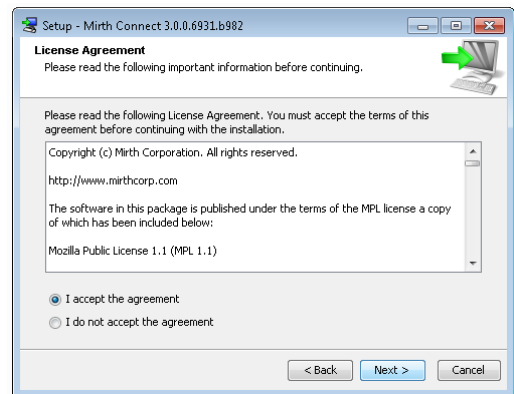 Setup - Mirth Connect 3.0.0.6931.b982
License Agreement
Please read the following important information before continuing.
Please read the following License Agreement. You must accept the terms of this
agreement before continuing with the installation.
Copyright (c) Mirth Corporation. All rights reserved.
http://www.mirthcorp.com
The software in this package is published under the terms of the MPL license a copy
of which has been included below:
Mozilla Public License 1.1 (MPL 1.1)
I accept the agreement
I do not accept the agreement
< Back Next > Cancel